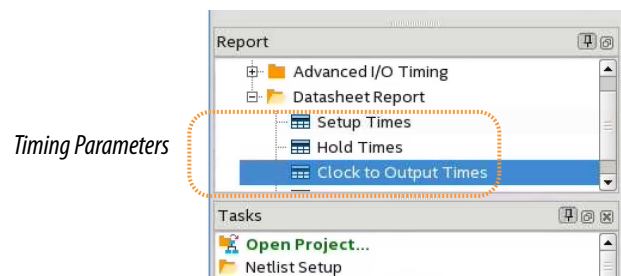 Report
Advanced I/O Timing
Datasheet Report
Setup Times
Timing Parameters
Hold Times
Clock to Output Times
Tasks
Open Project...
Netlist Setup